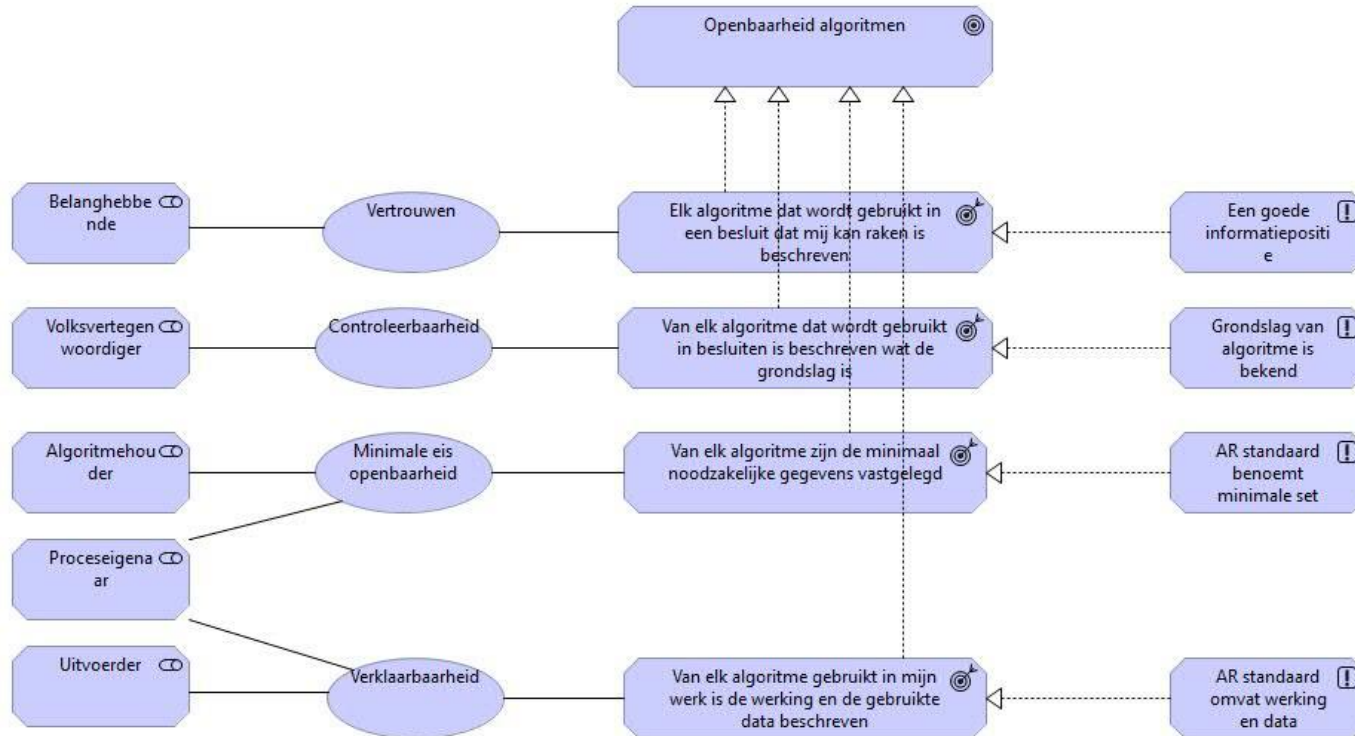 Openbaarheid algoritmen
Belanghebbe
nde
Vertrouwen
Elk algoritme dat wordt gebruikt in
een besluit dat mij kan raken is
beschreven
Een goede
informatiepositi
e
Volksvertegen
woordiger
Controleerbaarheid
Van elk algoritme dat wordt gebruikt
in besluiten is beschreven wat de
grondslag is
Grondslag van
algoritme is
bekend
Algoritmehou
der
Minimale eis
openbaarheid
Van elk algoritme zijn de minimaal
noodzakelijke gegevens vastgelegd
AR standaard
benoemt
minimale set
Proceseigena
ar
Uitvoerder
Verklaarbaarheid
Van elk algoritme gebruikt in mijn
werk is de werking en de gebruikte
data beschreven
AR standaard
omvat werking
en data